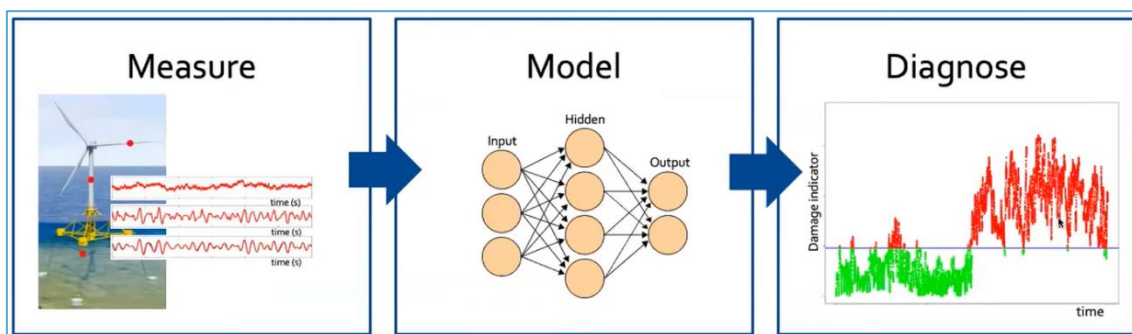 Measure
time (s)
time (s)
time (s)
Model
Input
Hidden
Output
Diagnose
Damage indicator
time